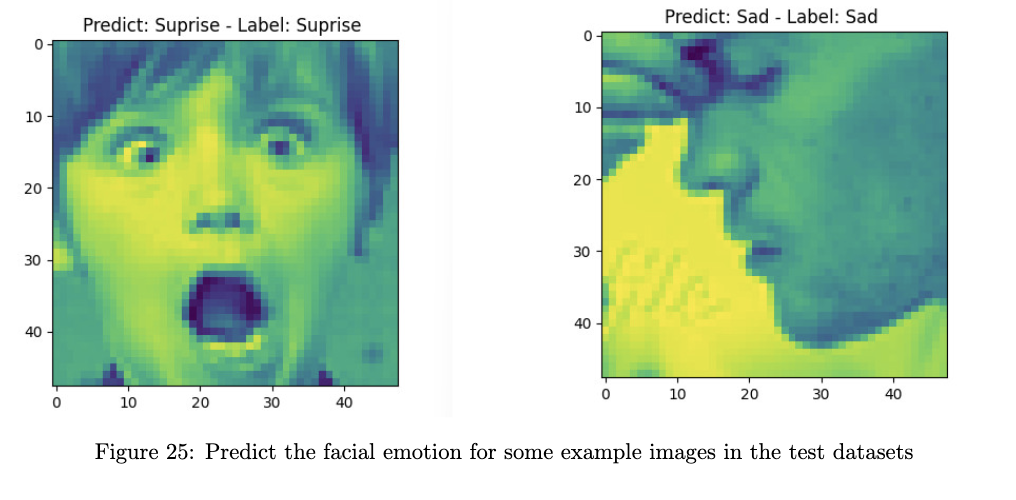 Predict: Suprise - Label: Suprise
0
10
20
30
40
0 10 20 30 40
Predict: Sad - Label: Sad
0
10
20
30
40
0 10 20 30 40
Figure 25: Predict the facial emotion for some example images in the test datasets